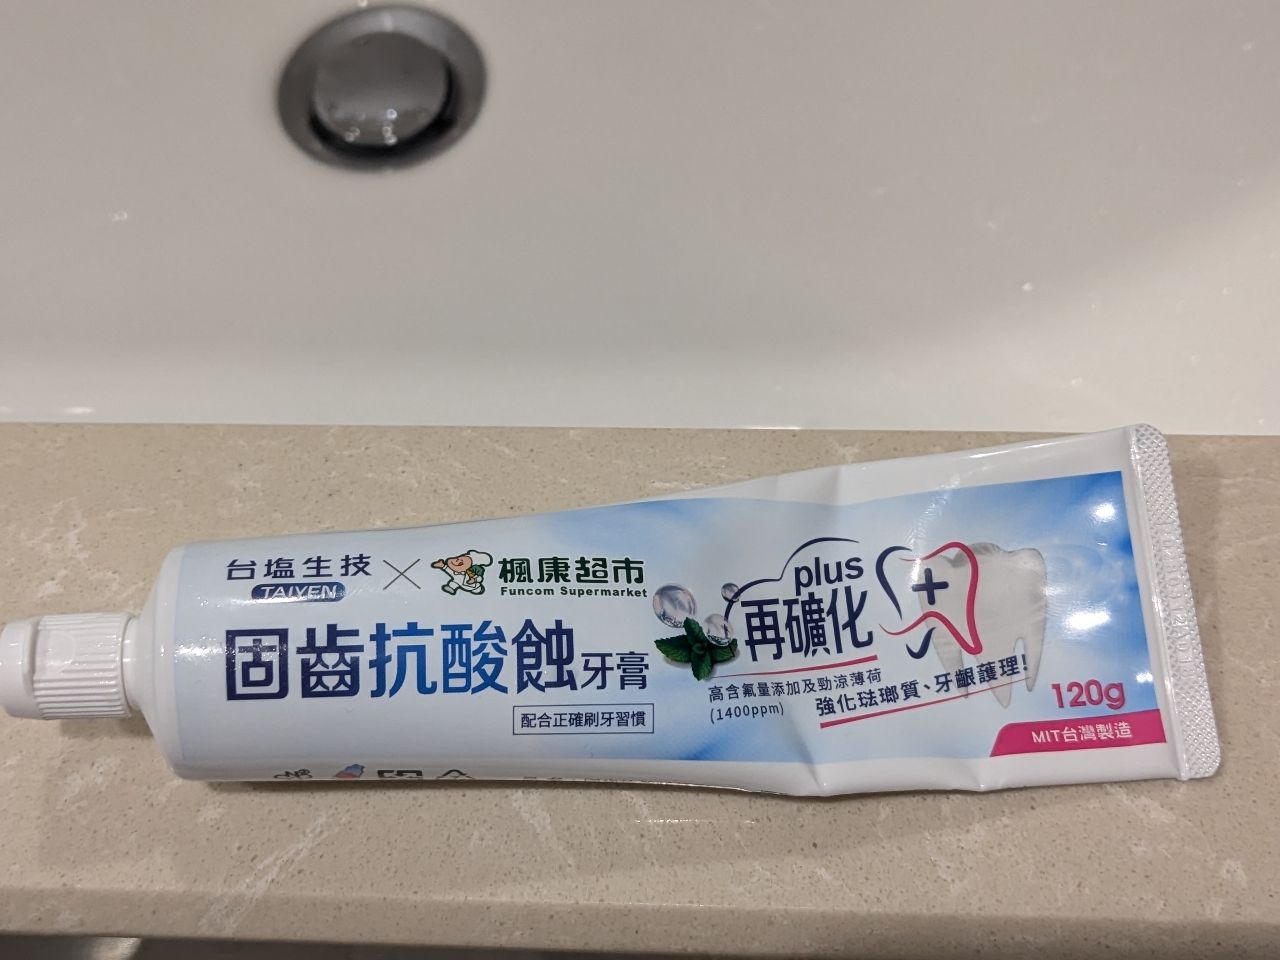 台塩生技
TAIYEN
×
楓康超市
Funcom Supermarket
固齒抗酸蝕牙膏
配合正確刷牙習慣
plus
再礦化
高含氟量添加及勁涼薄荷
(1400ppm)
強化琺瑯質、牙齦護理!
120g
MIT台灣製造